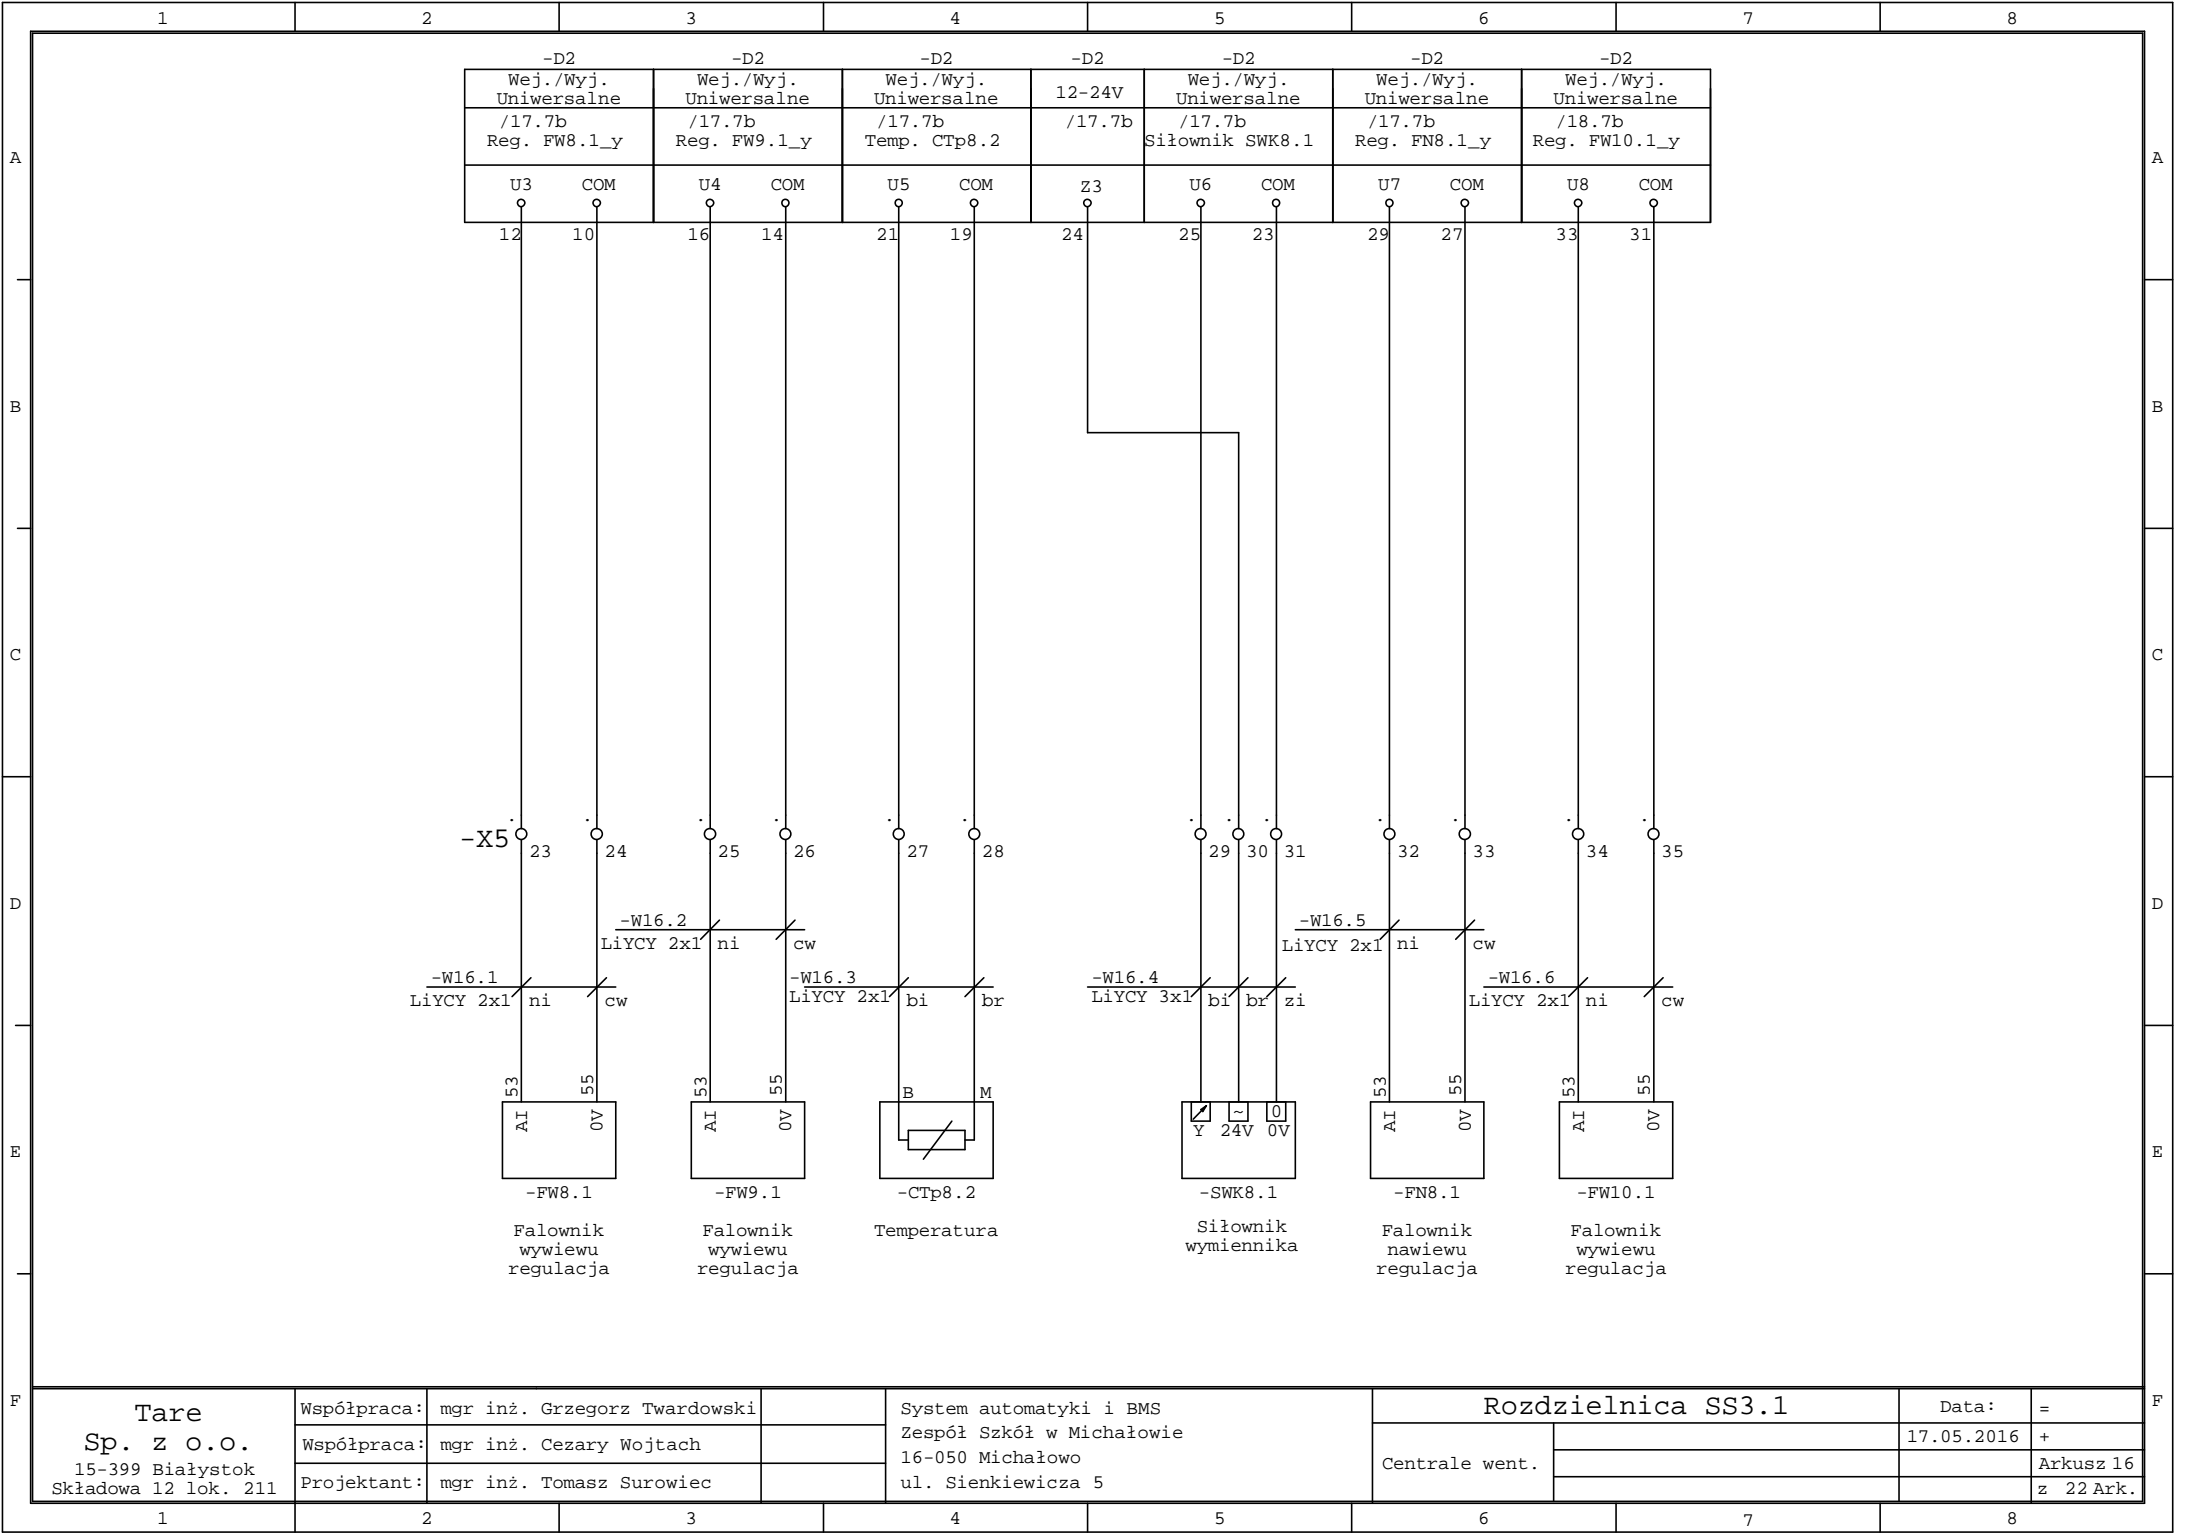 1 2 3 4 5 6 7 8
-D2 -D2 -D2 -D2 -D2 -D2 -D2
Wej./Wyj. Wej./Wyj. Wej./Wyj. 12-24V Wej./Wyj. Wej./Wyj. Wej./Wyj.
Uniwersalne Uniwersalne Uniwersalne Uniwersalne Uniwersalne Uniwersalne
/17.7b /17.7b /17.7b /17.7b /17.7b /17.7b /18.7b
Reg. FW8.1_y Reg. FW9.1_y Temp. CTp8.2 Siłownik SWK8.1 Reg. FN8.1_y Reg. FW10.1_y
A A
U3 COM U4 COM U5 COM Z3 U6 COM U7 COM U8 COM
12 10 16 14 21 19 24 25 23 29 27 33 31
B B
C C
-X5 23 24 25 26 27 28 29 30 31 32 33 34 35
D D
-W16.2 -W16.5
LiYCY 2x1 ni cw LiYCY 2x1 ni cw
-W16.1 -W16.3 -W16.4 -W16.6
LiYCY 2x1 ni cw LiYCY 2x1 bi br LiYCY 3x1 bi br zi LiYCY 2x1 ni cw
53 55 53 55 B M 53 55 53 55
AI 0V AI 0V ~ 0 AI 0V AI 0V
Y 24V 0V
E E
-FW8.1 -FW9.1 -CTp8.2 -SWK8.1 -FN8.1 -FW10.1
Falownik Falownik Temperatura Siłownik Falownik Falownik
wywiewu wywiewu wymiennika nawiewu wywiewu
regulacja regulacja regulacja regulacja
F F
Tare
Sp. z o.o.
15-399 Białystok
Składowa 12 lok. 211
Współpraca: mgr inż. Grzegorz Twardowski
Współpraca: mgr inż. Cezary Wojtach
Projektant: mgr inż. Tomasz Surowiec
System automatyki i BMS
Zespół Szkół w Michałowie
16-050 Michałowo
ul. Sienkiewicza 5
Rozdzielnica SS3.1
Centrale went.
Data:
17.05.2016
=
+
Arkusz 16
z 22 Ark.
1 2 3 4 5 6 7 8